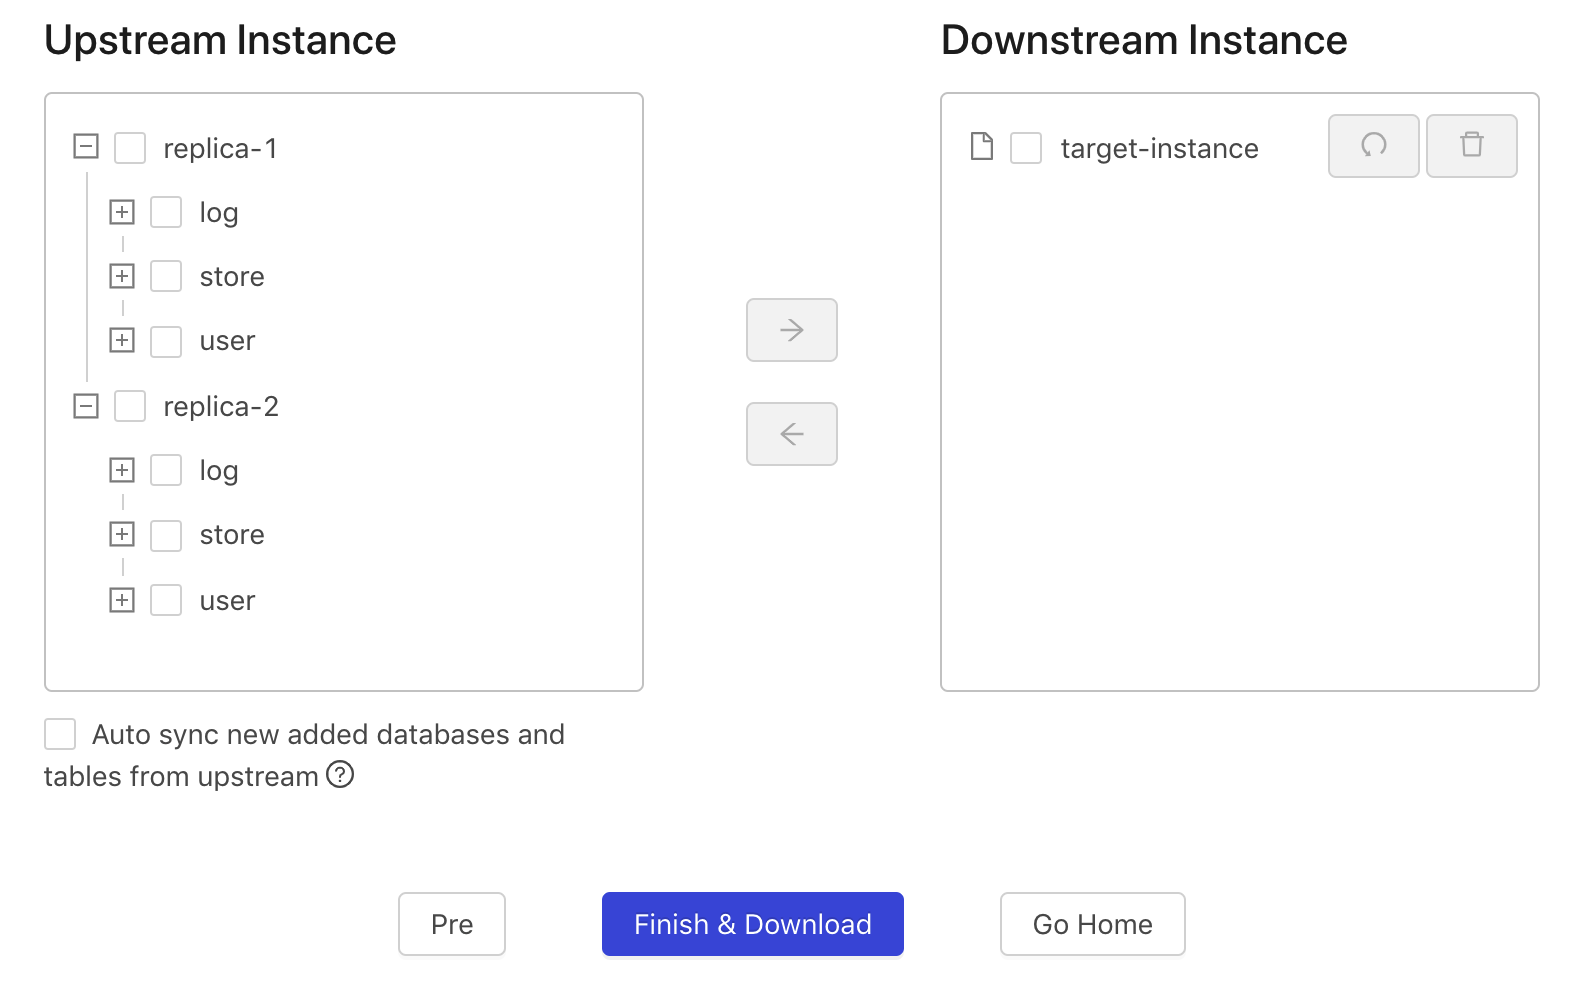 Upstream Instance
Downstream Instance
replica-1
log
store
user
replica-2
log
store
user
target-instance
Auto sync new added databases and
tables from upstream
Pre
Finish & Download
Go Home